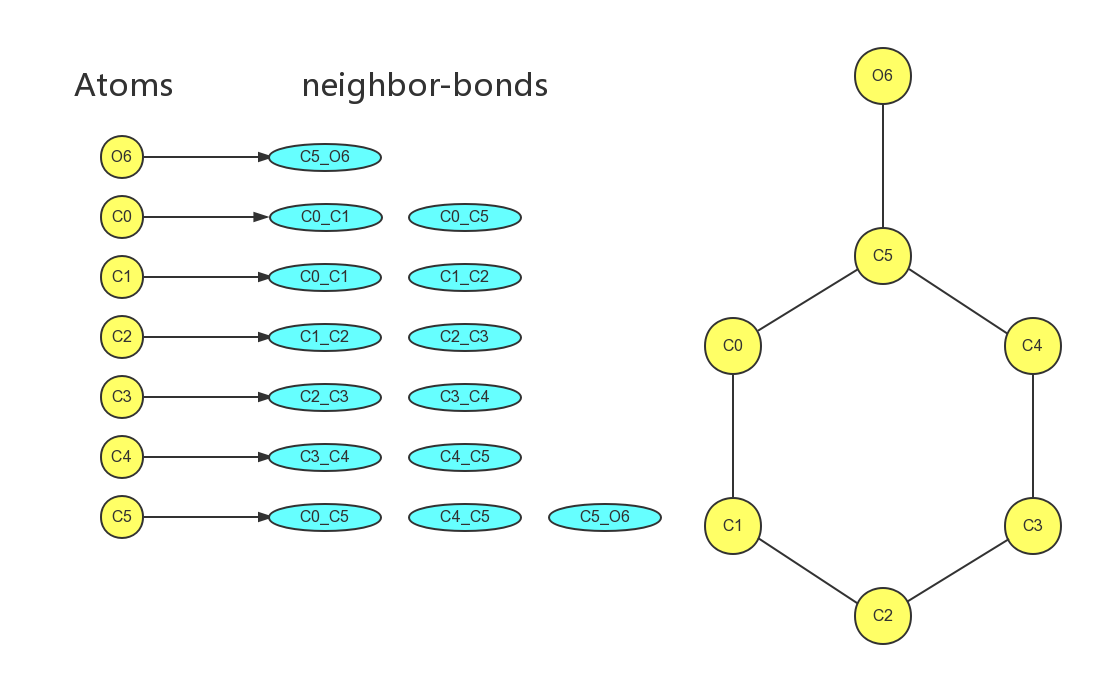 Atoms neighbor-bonds
O6 C5_O6
C0 C0_C1 C0_C5
C1 C0_C1 C1_C2
C2 C1_C2 C2_C3
C3 C2_C3 C3_C4
C4 C3_C4 C4_C5
C5 C0_C5 C4_C5 C5_O6
O6
C5
C0 C4
C1 C3
C2